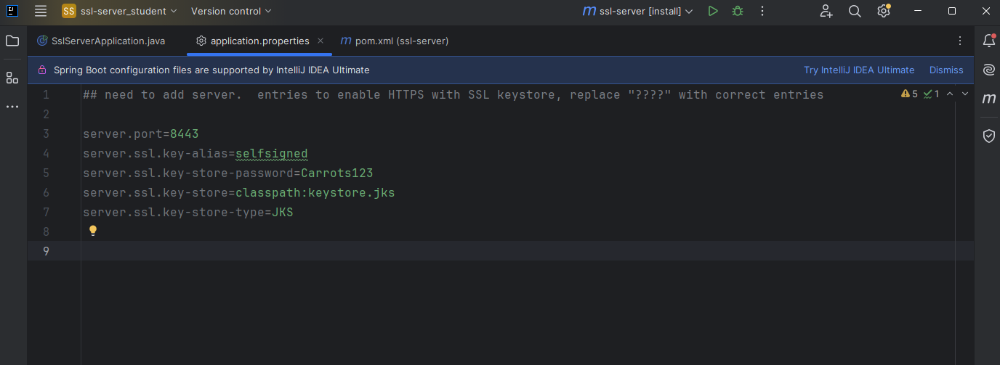 SS ssl-server_student Version control m ssl-server [install]
SslServerApplication.java application.properties m pom.xml (ssl-server)
Spring Boot configuration files are supported by IntelliJ IDEA Ultimate Try IntelliJ IDEA Ultimate Dismiss
1 ## need to add server.  entries to enable HTTPS with SSL keystore, replace "????" with correct entries 5 1
2
3 server.port=8443
4 server.ssl.key-alias=selfsigned
5 server.ssl.key-store-password=Carrots123
6 server.ssl.key-store=classpath:keystore.jks
7 server.ssl.key-store-type=JKS
8
9